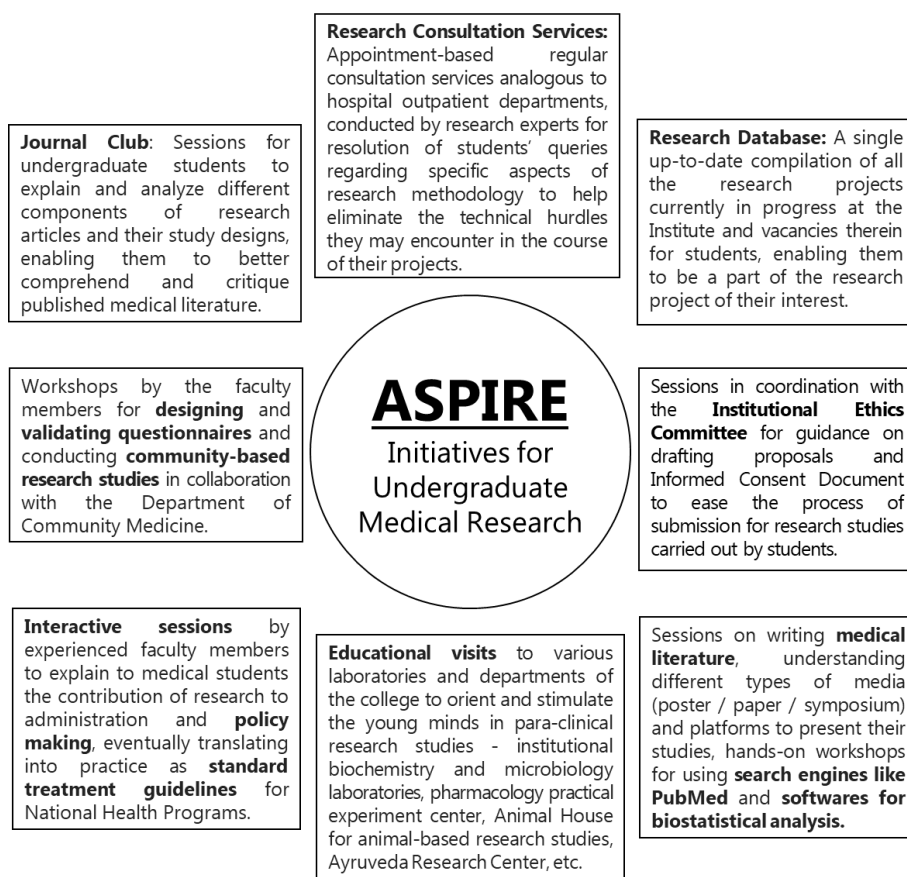 Research Consultation Services:
Appointment-based regular
consultation services analogous to
hospital outpatient departments,
conducted by research experts for
resolution of students' queries
regarding specific aspects of
research methodology to help
eliminate the technical hurdles
they may encounter in the course
of their projects.
Journal Club: Sessions for
undergraduate students to
explain and analyze different
components of research
articles and their study designs,
enabling them to better
comprehend and critique
published medical literature.
Research Database: A single
up-to-date compilation of all
the research projects
currently in progress at the
Institute and vacancies therein
for students, enabling them
to be a part of the research
project of their interest.
Workshops by the faculty
members for designing and
validating questionnaires and
conducting community-based
research studies in collaboration
with the Department of
Community Medicine.
ASPIRE
Initiatives for
Undergraduate
Medical Research
Sessions in coordination with
the Institutional Ethics
Committee for guidance on
drafting proposals and
Informed Consent Document
to ease the process of
submission for research studies
carried out by students.
Interactive sessions by
experienced faculty members
to explain to medical students
the contribution of research to
administration and policy
making, eventually translating
into practice as standard
treatment guidelines for
National Health Programs.
Educational visits to various
laboratories and departments of
the college to orient and stimulate
the young minds in para-clinical
research studies - institutional
biochemistry and microbiology
laboratories, pharmacology practical
experiment center, Animal House
for animal-based research studies,
Ayruveda Research Center, etc.
Sessions on writing medical
literature, understanding
different types of media
(poster / paper / symposium)
and platforms to present their
studies, hands-on workshops
for using search engines like
PubMed and softwares for
biostatistical analysis.